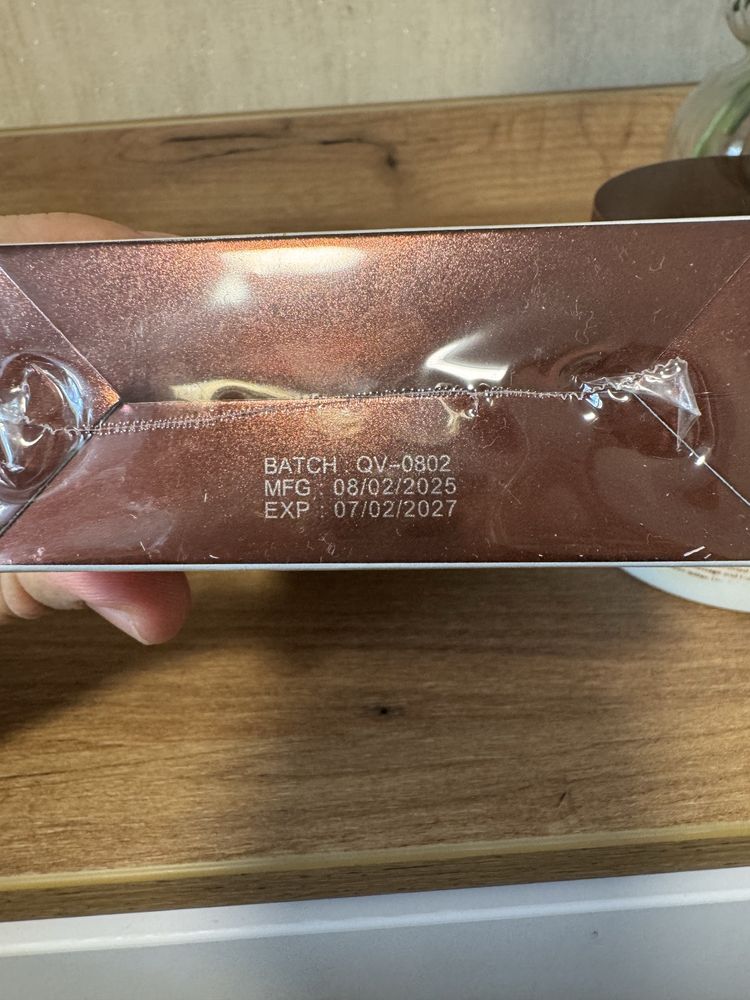 BATCH : QV-0802
MFG : 08/02/2025
EXP : 07/02/2027